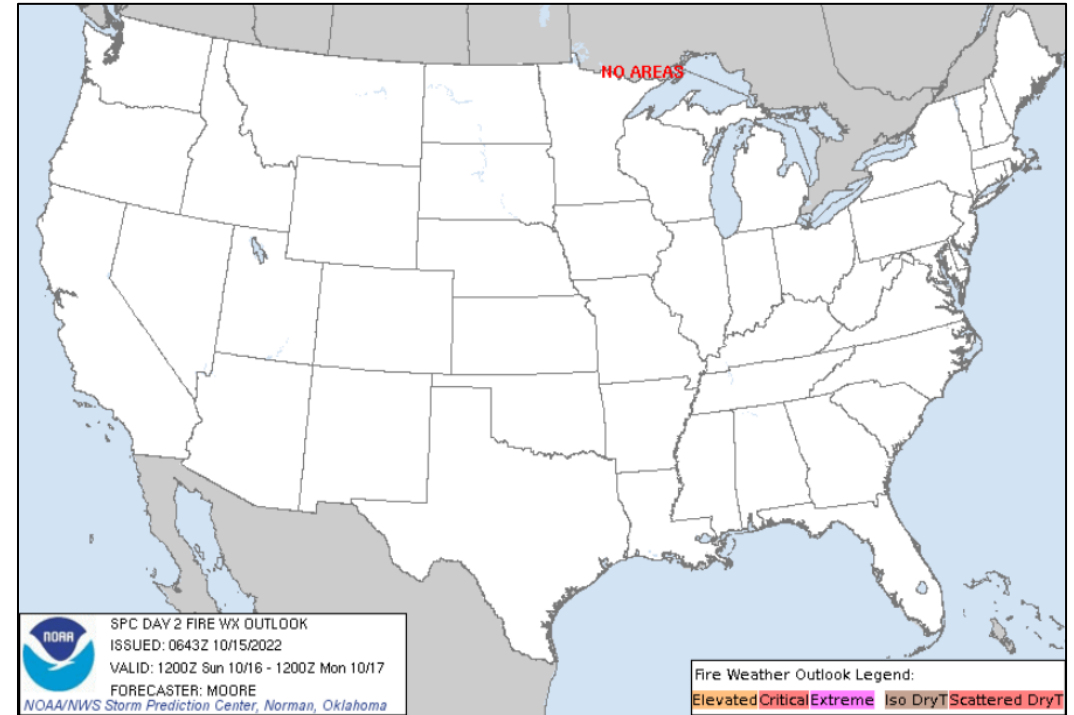 NO AREAS
NOAA
SPC DAY 2 FIRE WX OUTLOOK
ISSUED: 0643Z 10/15/2022
VALID: 1200Z Sun 10/16 - 1200Z Mon 10/17
FORECASTER: MOORE
NOAA/NWS Storm Prediction Center, Norman, Oklahoma
Fire Weather Outlook Legend:
Elevated Critical Extreme Iso DryT Scattered DryT